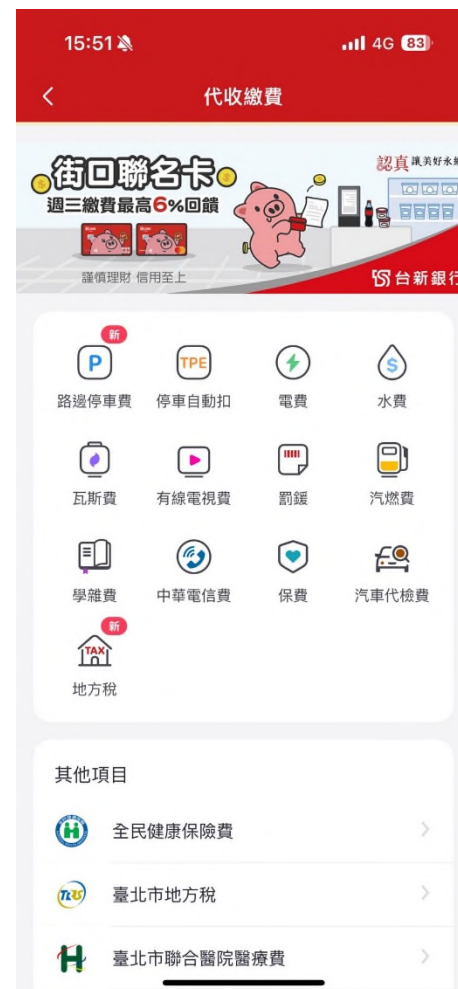 15:51
4G 83
代收繳費
街口聯名卡
週三繳費最高6%回饋
謹慎理財 信用至上
認真讓美好
台新銀行
新
路邊停車費
TPE
停車自動扣
電費
水費
瓦斯費
有線電視費
罰鍰
汽燃費
學雜費
中華電信費
保費
汽車代檢費
新
TAX
地方稅
其他項目
全民健康保險費
臺北市地方稅
臺北市聯合醫院醫療費